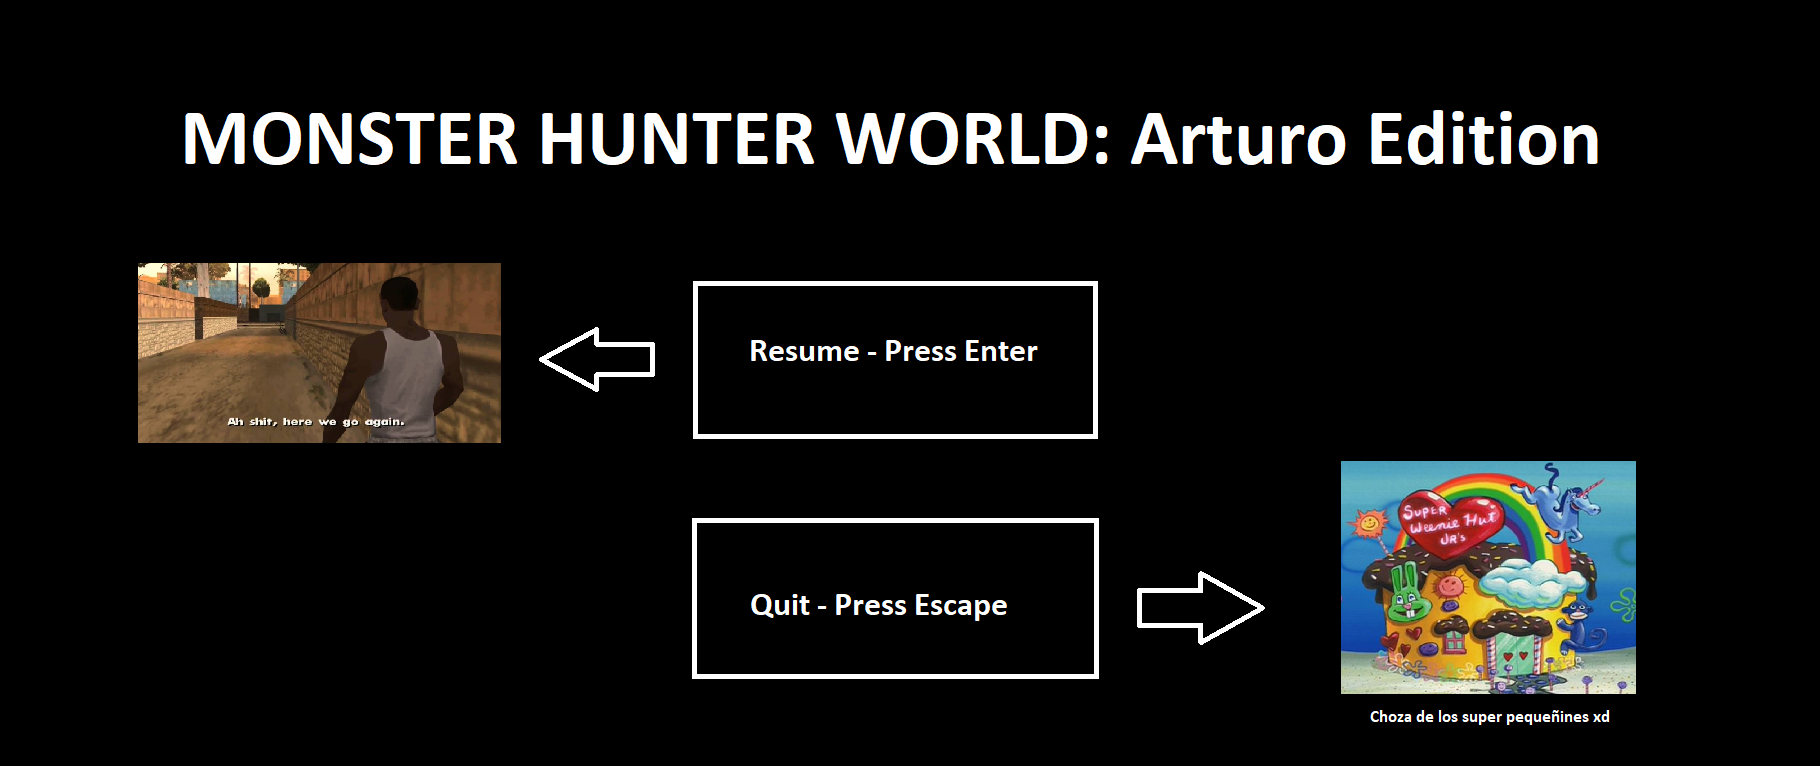 MONSTER HUNTER WORLD: Arturo Edition
Ah shit, here we go again.
Resume - Press Enter
Quit - Press Escape
SUPER
Weenie Hut
JR's
Choza de los super pequeñines xd